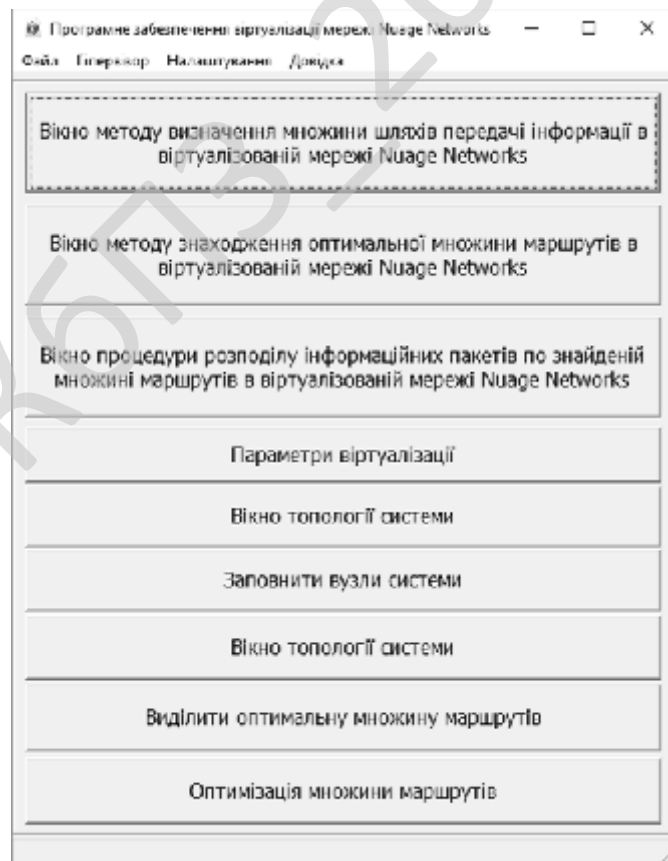 Програмне забезпечення віртуалізації мережі Nuage Networks
Файл Гіпервізор Налаштування Довідка
Вікно методу визначення множини шляхів передачі інформації в
віртуалізованій мережі Nuage Networks
Вікно методу знаходження оптимальної множини маршрутів в
віртуалізованій мережі Nuage Networks
Вікно процедури розподілу інформаційних пакетів по знайденій
множині маршрутів в віртуалізованій мережі Nuage Networks
Параметри віртуалізації
Вікно топології системи
Заповнити вузли системи
Вікно топології системи
Виділити оптимальну множину маршрутів
Оптимізація множини маршрутів